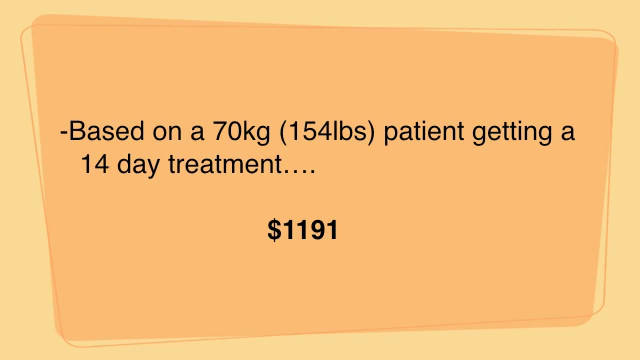 -Based on a 70kg (154lbs) patient getting a
14 day treatment….
$1191